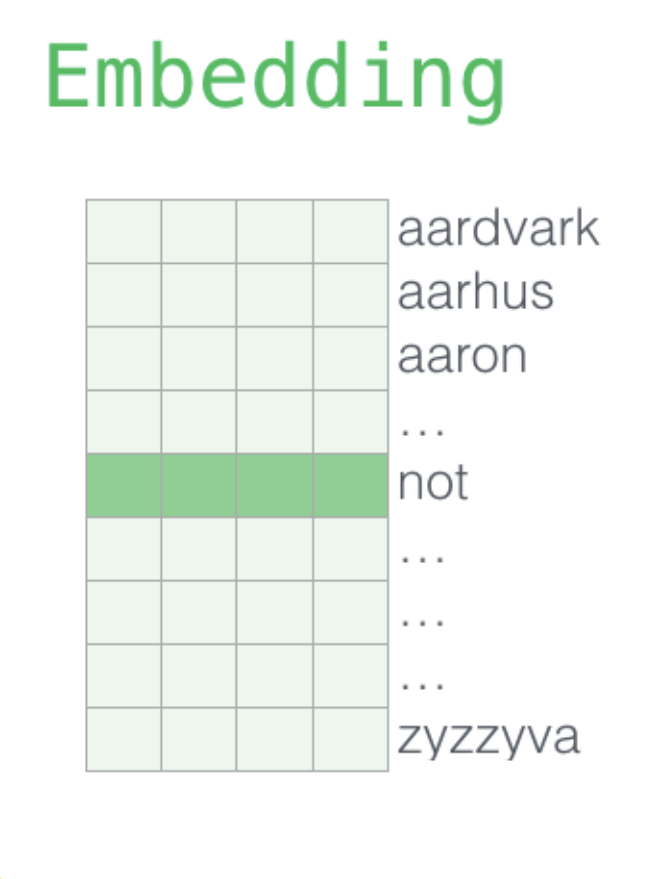 Embedding
aardvark
aarhus
aaron
...
not
...
...
...
zyzzyva